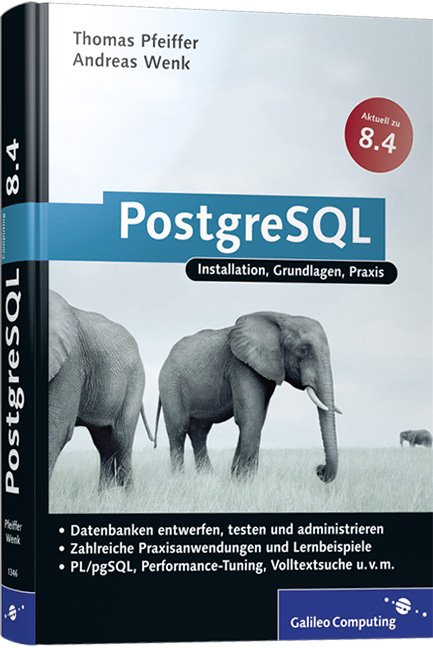 Thomas Pfeiffer
Andreas Wenk
Aktuell zu
8.4
PostgreSQL
Installation, Grundlagen, Praxis
• Datenbanken entwerfen, testen und administrieren
• Zahlreiche Praxisanwendungen und Lernbeispiele
• PL/pgSQL, Performance-Tuning, Volltextsuche u. v. m.
Galileo Computing
PostgreSQL 8.4
Computing
Pfeiffer
Wenk
1346